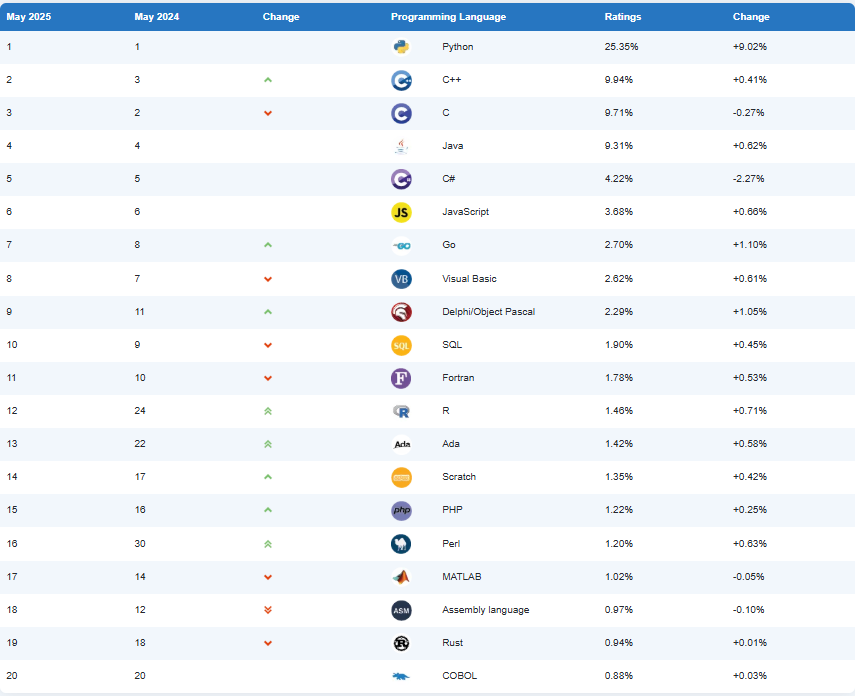 May 2025 May 2024 Change Programming Language Ratings Change
1 1 Python 25.35% +9.02%
2 3 C++ 9.94% +0.41%
3 2 C 9.71% -0.27%
4 4 Java 9.31% +0.62%
5 5 C# 4.22% -2.27%
6 6 JS JavaScript 3.68% +0.66%
7 8 GO Go 2.70% +1.10%
8 7 VB Visual Basic 2.62% +0.61%
9 11 Delphi/Object Pascal 2.29% +1.05%
10 9 SQL SQL 1.90% +0.45%
11 10 F Fortran 1.78% +0.53%
12 24 R R 1.46% +0.71%
13 22 Ada Ada 1.42% +0.58%
14 17 Scratch 1.35% +0.42%
15 16 php PHP 1.22% +0.25%
16 30 Perl 1.20% +0.63%
17 14 MATLAB 1.02% -0.05%
18 12 ASM Assembly language 0.97% -0.10%
19 18 R Rust 0.94% +0.01%
20 20 COBOL 0.88% +0.03%